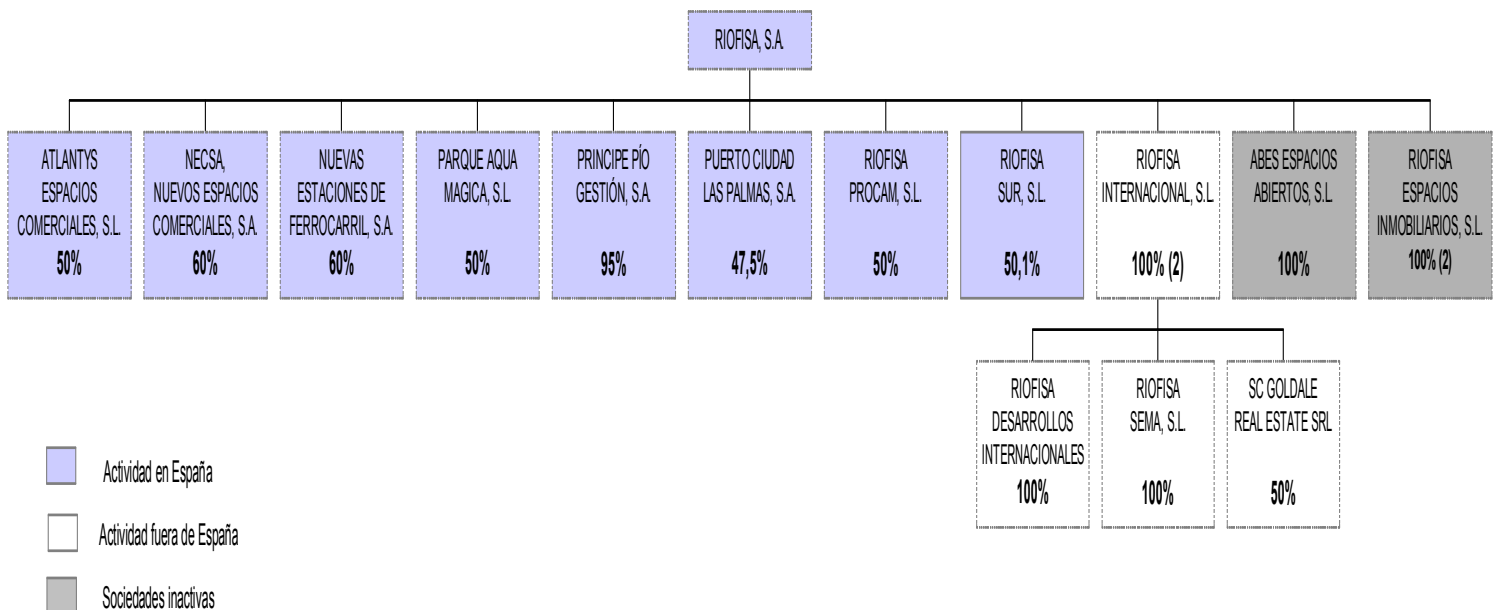 RIOFISA, S.A.
ATLANTYS
ESPACIOS
COMERCIALES, S.L.
50%
NECSA,
NUEVOS ESPACIOS
COMERCIALES, S.A.
60%
NUEVAS
ESTACIONES DE
FERROCARRIL, S.A.
60%
PARQUE AQUA
MAGICA, S.L.
50%
PRINCIPE PÍO
GESTIÓN, S.A.
95%
PUERTO CIUDAD
LAS PALMAS, S.A.
47,5%
RIOFISA
PROCAM, S.L.
50%
RIOFISA
SUR, S.L.
50,1%
RIOFISA
INTERNACIONAL, S.L.
100% (2)
ABES ESPACIOS
ABIERTOS, S.L.
100%
RIOFISA
ESPACIOS
INMOBILIARIOS, S.L.
100% (2)
RIOFISA
DESARROLLOS
INTERNACIONALES
100%
RIOFISA
SEMA, S.L.
100%
SC GOLDALE
REAL ESTATE SRL
50%
Actividad en España
Actividad fuera de España
Sociedades inactivas